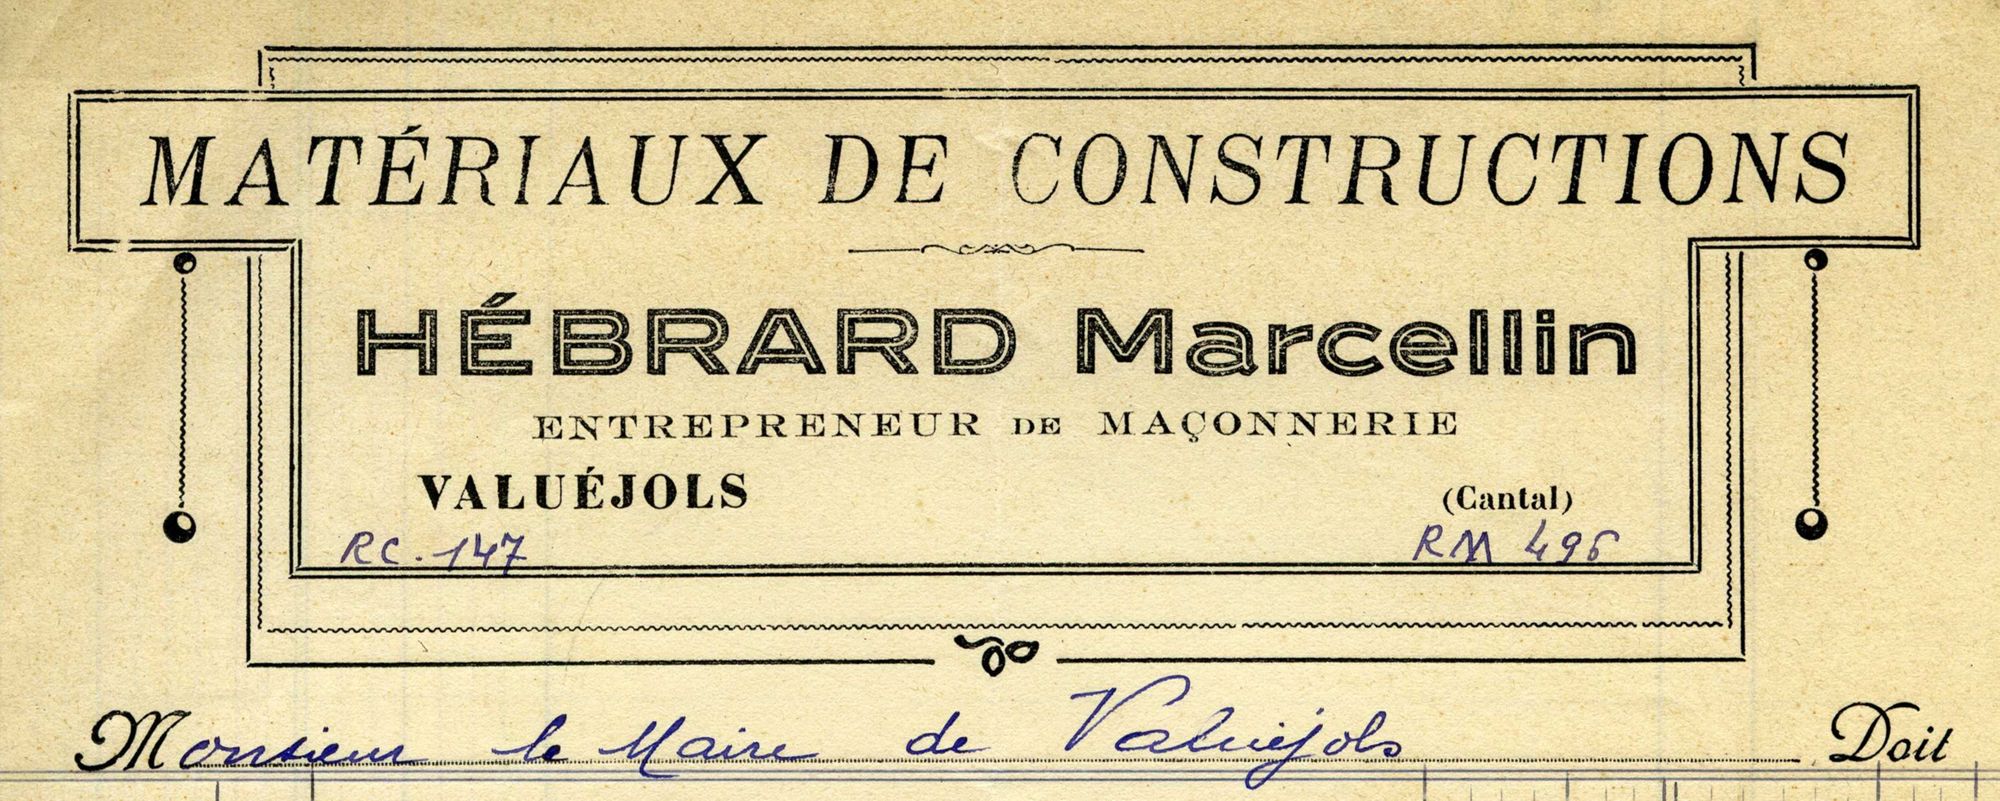 MATÉRIAUX DE CONSTRUCTIONS
HÉBRARD Marcellin
ENTREPRENEUR DE MAÇONNERIE
VALUÉJOLS (Cantal)
RC. 147 RM 496
Monsieur le Maire de Valuéjols Doit